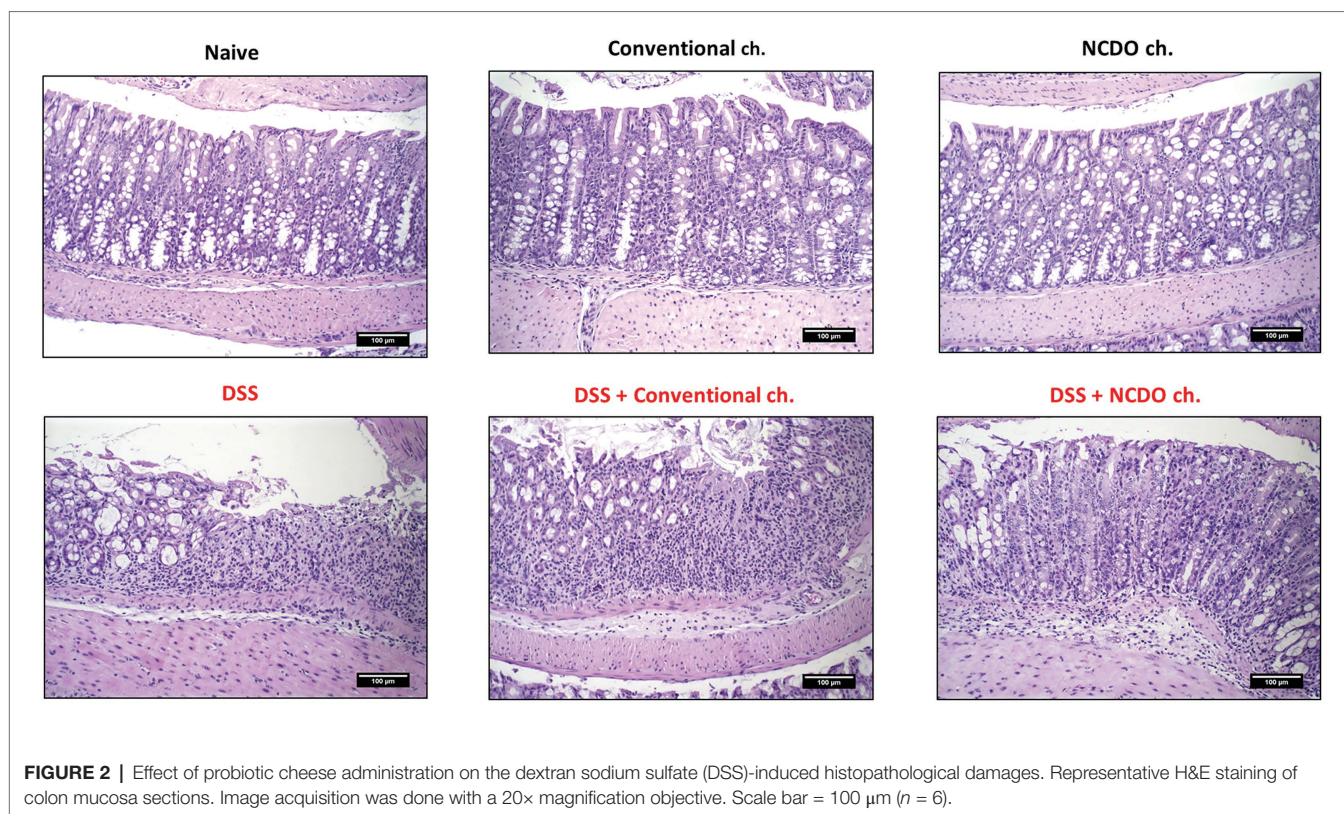 Naive
Conventional ch.
NCDO ch.
100 µm
100 µm
100 µm
DSS
DSS + Conventional ch.
DSS + NCDO ch.
100 µm
100 µm
100 µm
FIGURE 2 | Effect of probiotic cheese administration on the dextran sodium sulfate (DSS)-induced histopathological damages. Representative H&E staining of
colon mucosa sections. Image acquisition was done with a 20× magnification objective. Scale bar = 100 μm (n = 6).